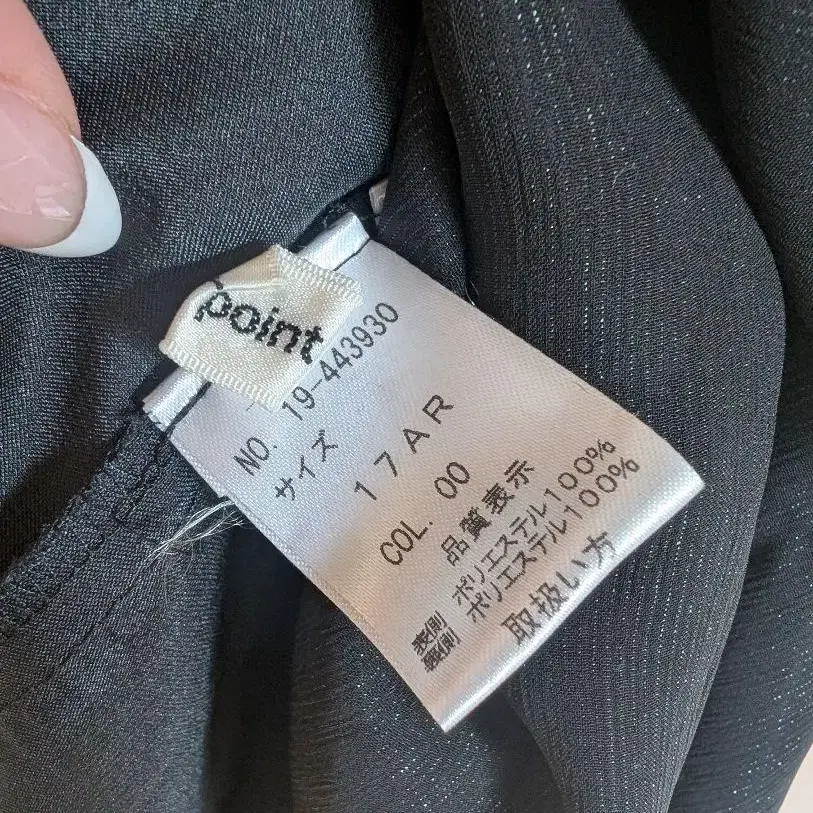 point
NO. 19-443930
サイズ
17AR
COL. 00
品質表示
表側 ポリエステル100%
裏側 ポリエステル100%
取扱い方